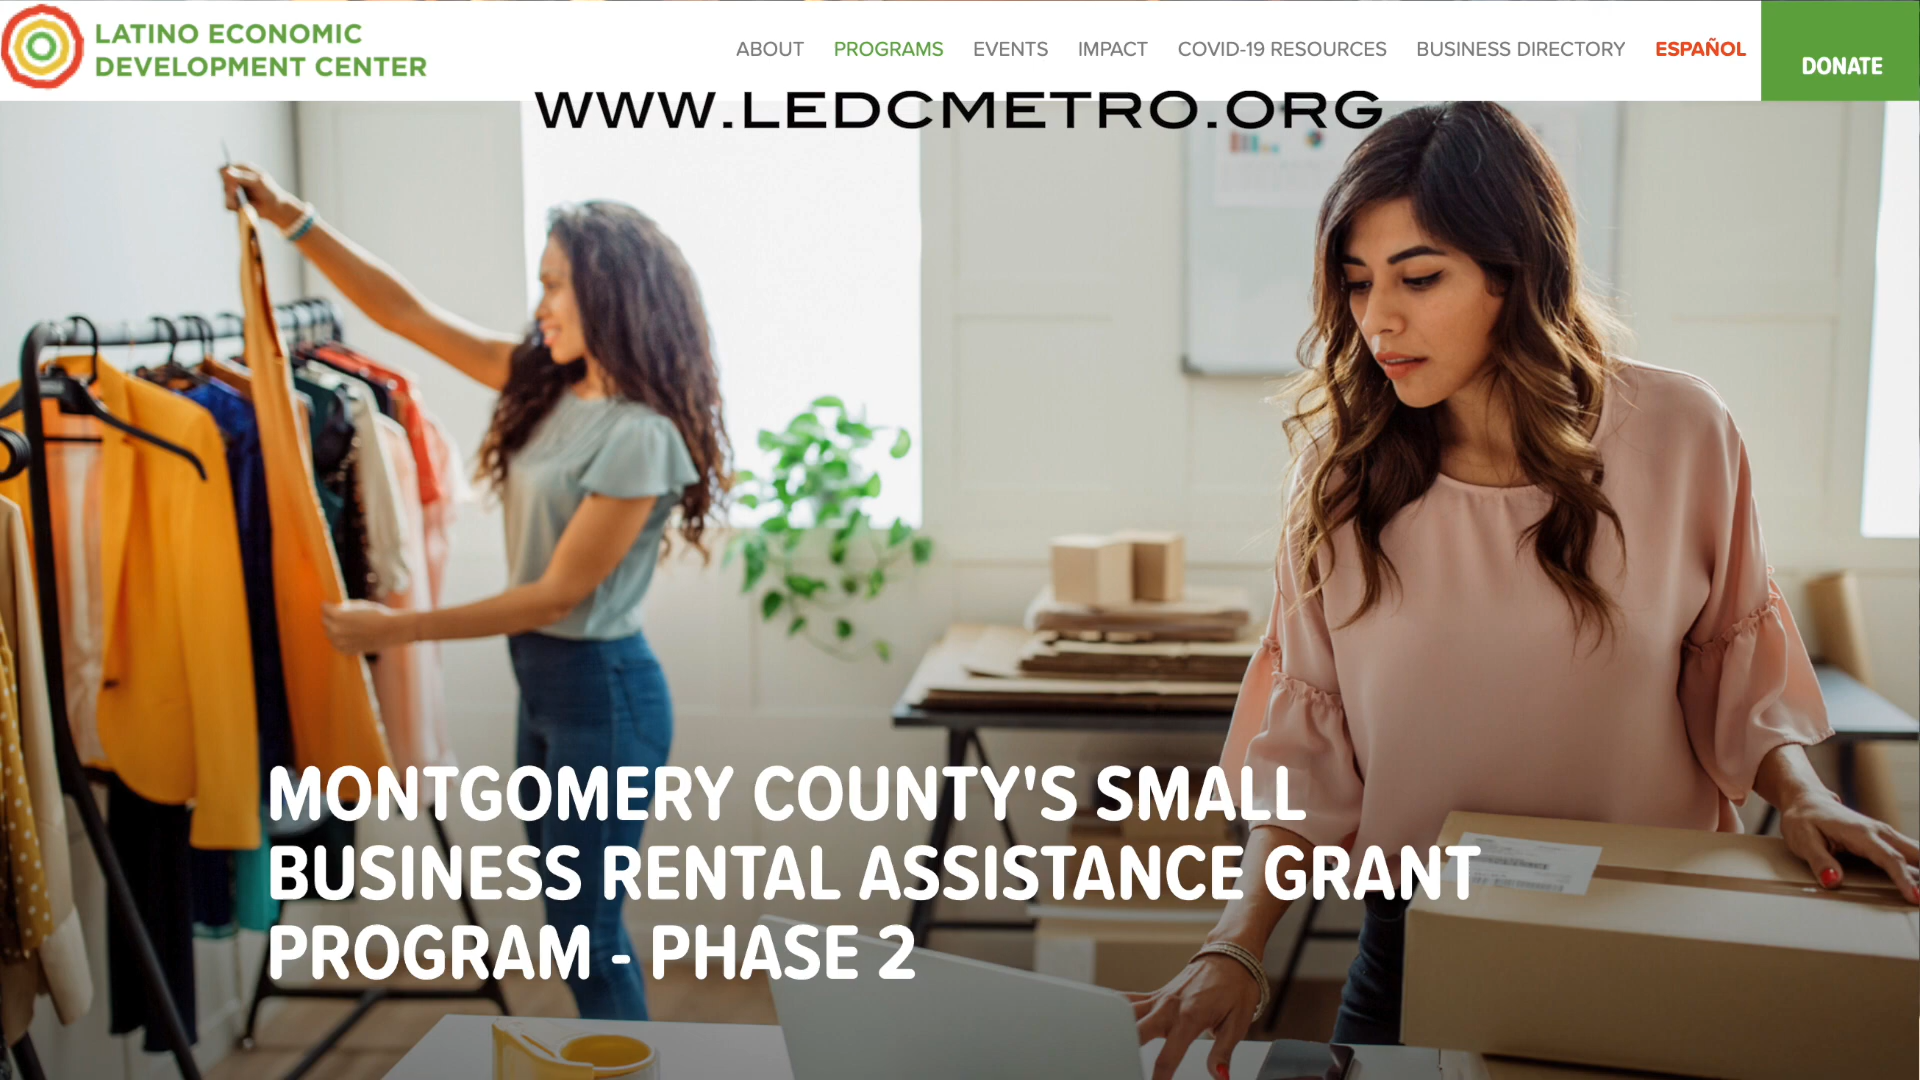 LATINO ECONOMIC
DEVELOPMENT CENTER
ABOUT PROGRAMS EVENTS IMPACT COVID-19 RESOURCES BUSINESS DIRECTORY ESPAÑOL DONATE
WWW.LEDCMETRO.ORG
MONTGOMERY COUNTY'S SMALL
BUSINESS RENTAL ASSISTANCE GRANT
PROGRAM - PHASE 2